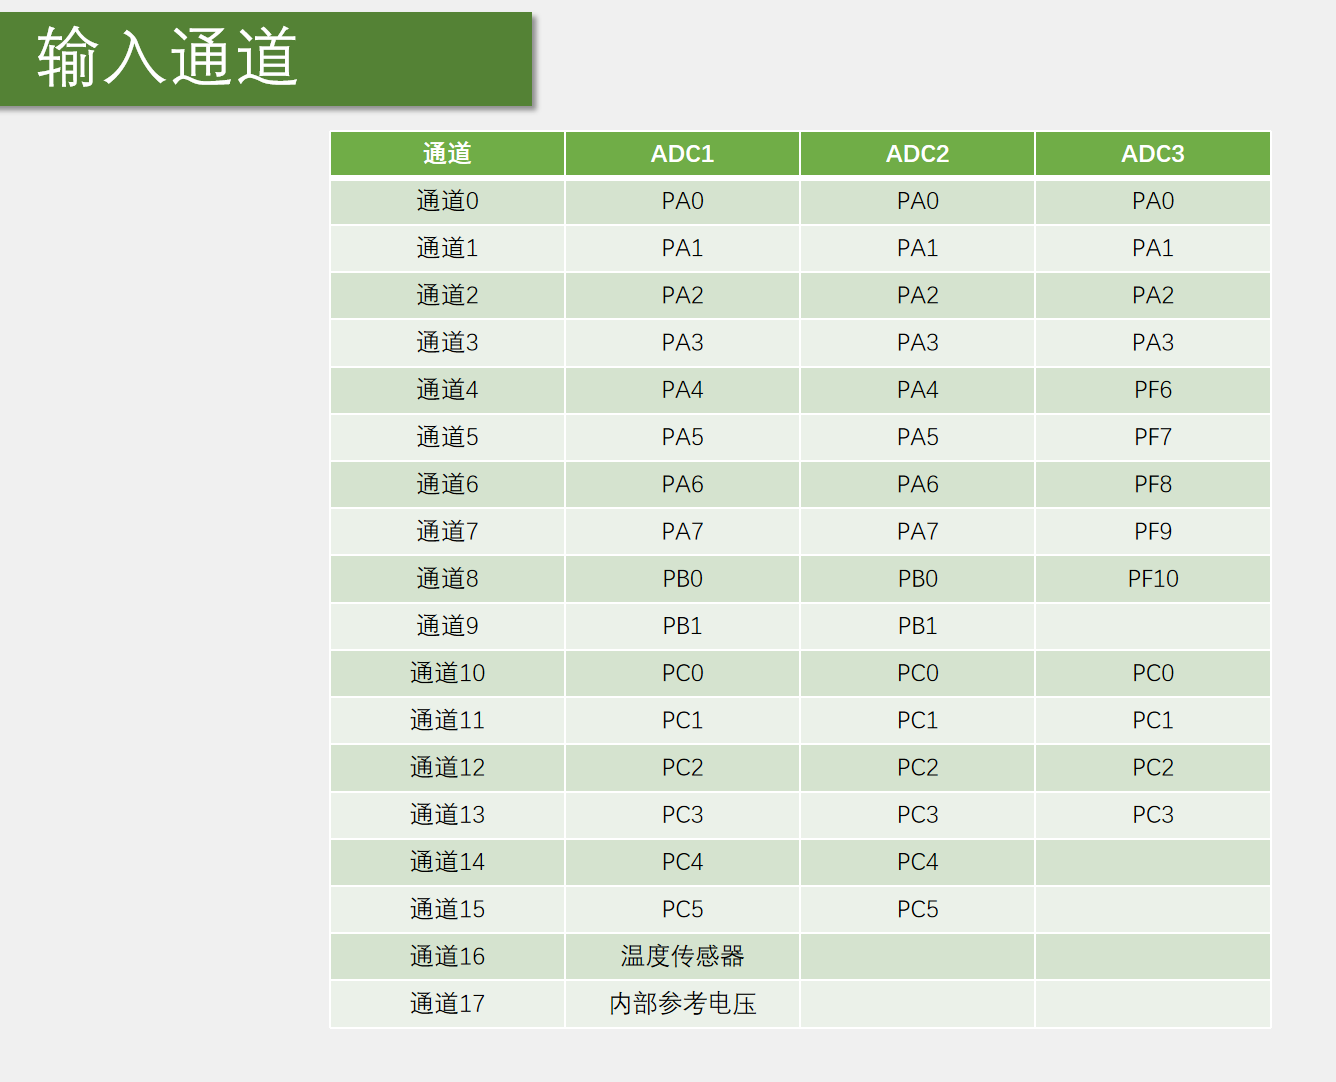 输入通道
通道 ADC1 ADC2 ADC3
通道0 PA0 PA0 PA0
通道1 PA1 PA1 PA1
通道2 PA2 PA2 PA2
通道3 PA3 PA3 PA3
通道4 PA4 PA4 PF6
通道5 PA5 PA5 PF7
通道6 PA6 PA6 PF8
通道7 PA7 PA7 PF9
通道8 PB0 PB0 PF10
通道9 PB1 PB1
通道10 PC0 PC0 PC0
通道11 PC1 PC1 PC1
通道12 PC2 PC2 PC2
通道13 PC3 PC3 PC3
通道14 PC4 PC4
通道15 PC5 PC5
通道16 温度传感器
通道17 内部参考电压